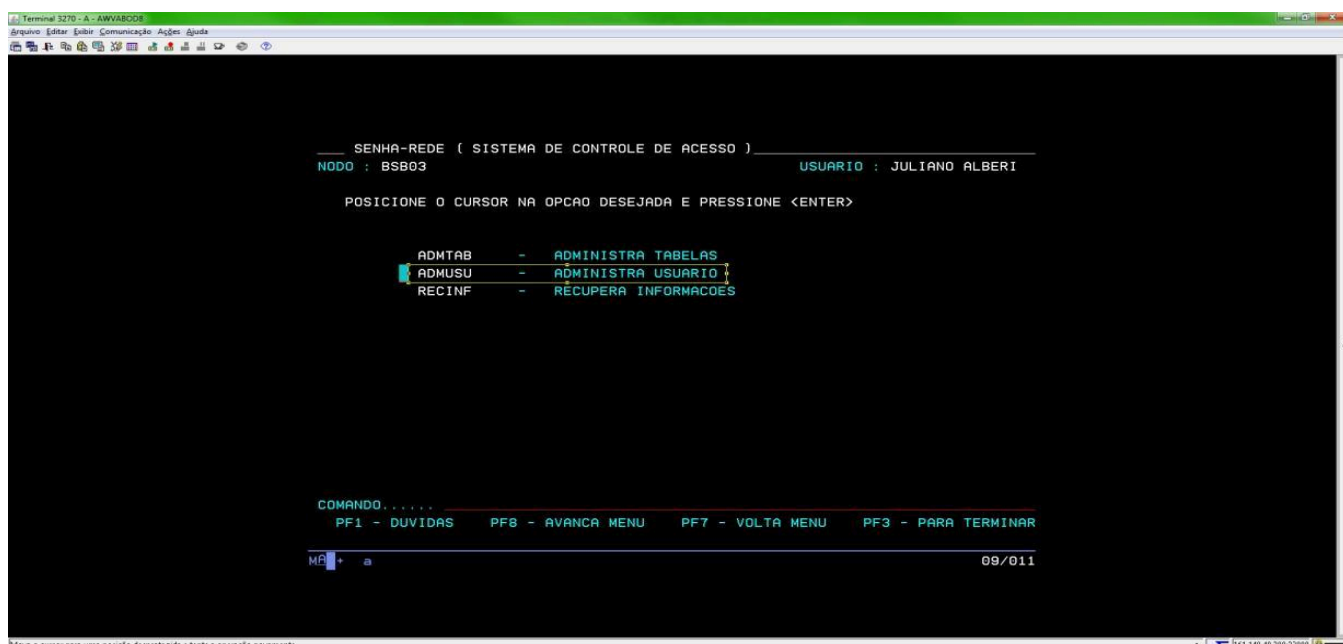 Terminal 3270 - A - AWVABOD8
Arquivo Editar Exibir Comunicação Ações Ajuda
SENHA-REDE ( SISTEMA DE CONTROLE DE ACESSO )
NODO : BSB03 USUARIO : JULIANO ALBERI
POSICIONE O CURSOR NA OPCAO DESEJADA E PRESSIONE <ENTER>
ADMTAB - ADMINISTRA TABELAS
ADMUSU - ADMINISTRA USUARIO
RECINF - RECUPERA INFORMACOES
COMANDO......
PF1 - DUVIDAS PF8 - AVANCA MENU PF7 - VOLTA MENU PF3 - PARA TERMINAR
MA + a 09/011